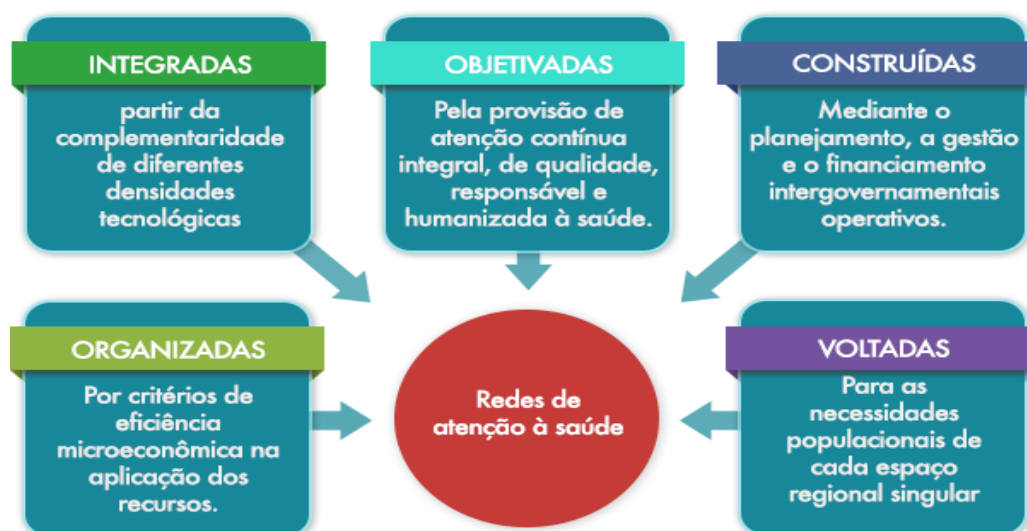 INTEGRADAS
partir da
complementaridade
de diferentes
densidades
tecnológicas
OBJETIVADAS
Pela provisão de
atenção contínua
integral, de qualidade,
responsável e
humanizada à saúde.
CONSTRUÍDAS
Mediante o
planejamento, a gestão
e o financiamento
intergovernamentais
operativos.
ORGANIZADAS
Por critérios de
eficiência
microeconômica na
aplicação dos
recursos.
Redes de
atenção à saúde
VOLTADAS
Para as
necessidades
populacionais de
cada espaço
regional singular